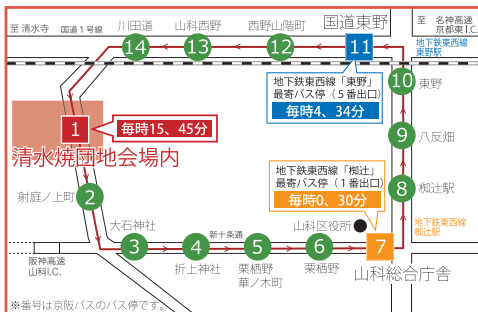 至 清水寺
国道1号線
川田道
山科西野
西野山階町
国道東野
至 名神高速
京都東I.C.
地下鉄東西線
東野駅
14
13
12
11
地下鉄東西線「東野」
最寄バス停(5番出口)
毎時4、34分
10
東野
1
毎時15、45分
清水焼団地会場内
9
八反畑
地下鉄東西線「椥辻」
最寄バス停(1番出口)
毎時0、30分
8
椥辻駅
2
射庭ノ上町
大石神社
新十条通
山科区役所
地下鉄東西線
椥辻駅
3
4
5
6
7
阪神高速
山科I.C.
折上神社
栗栖野
華ノ木町
栗栖野
山科総合庁舎
※番号は京阪バスのバス停です。